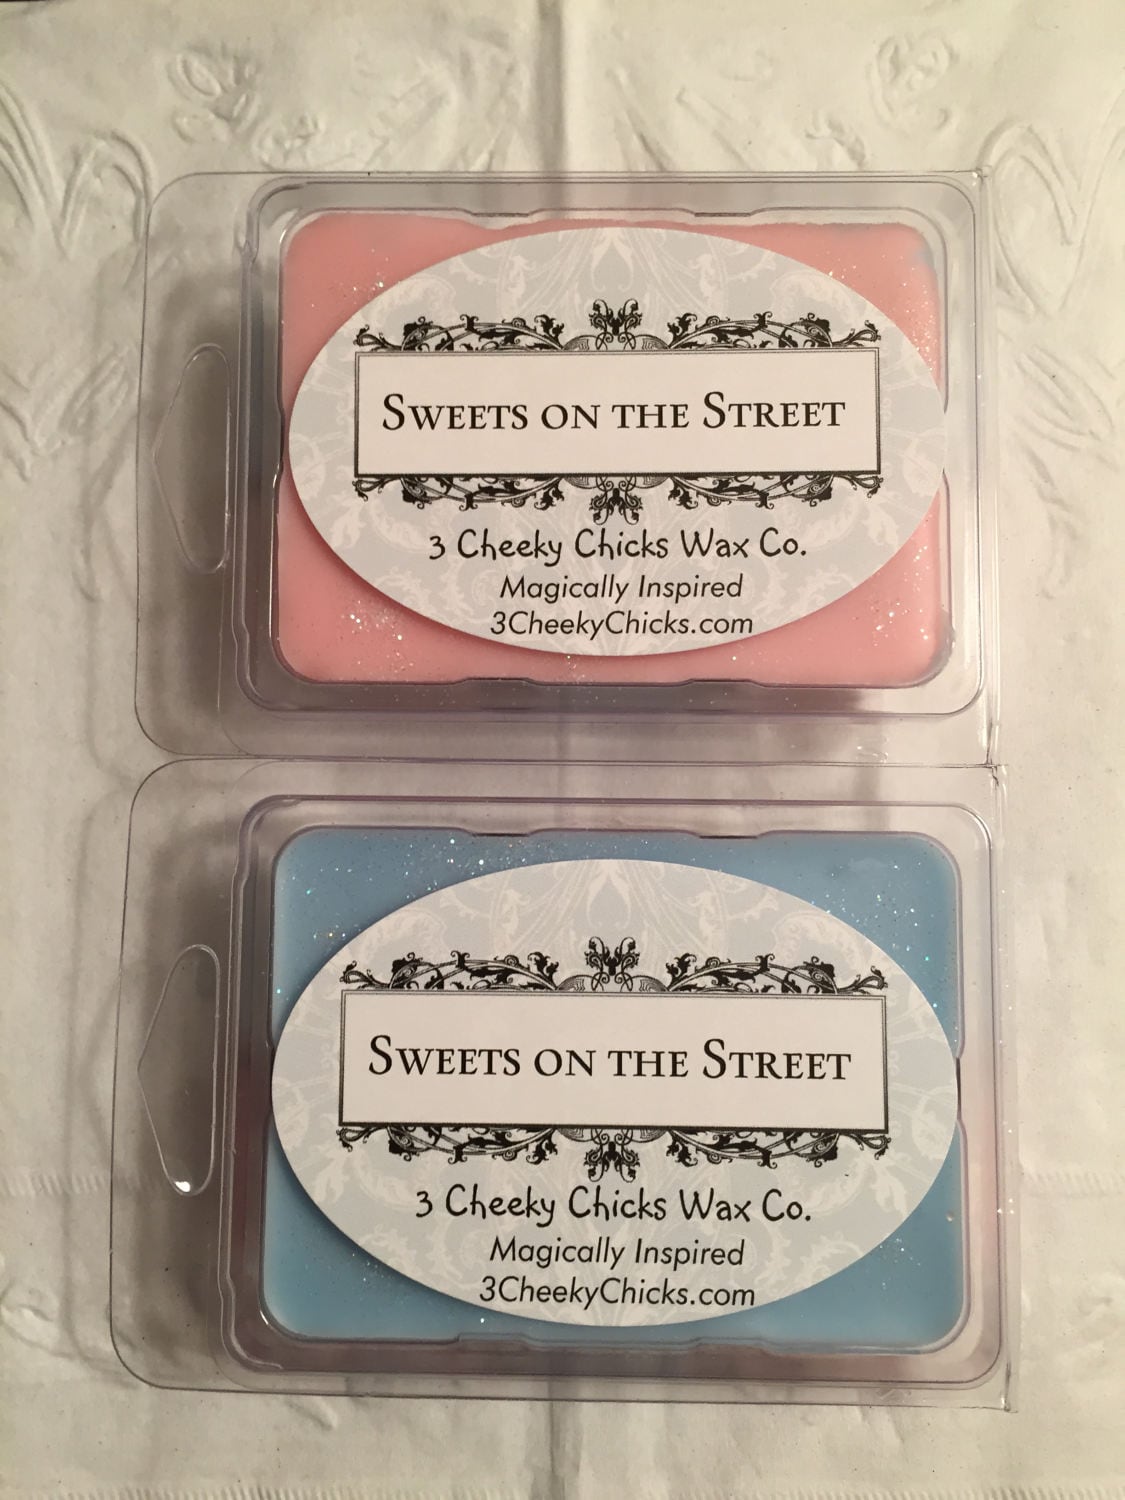 Sweets on the Street
3 Cheeky Chicks Wax Co.
Magically Inspired
3CheekyChicks.com
Sweets on the Street
3 Cheeky Chicks Wax Co.
Magically Inspired
3CheekyChicks.com